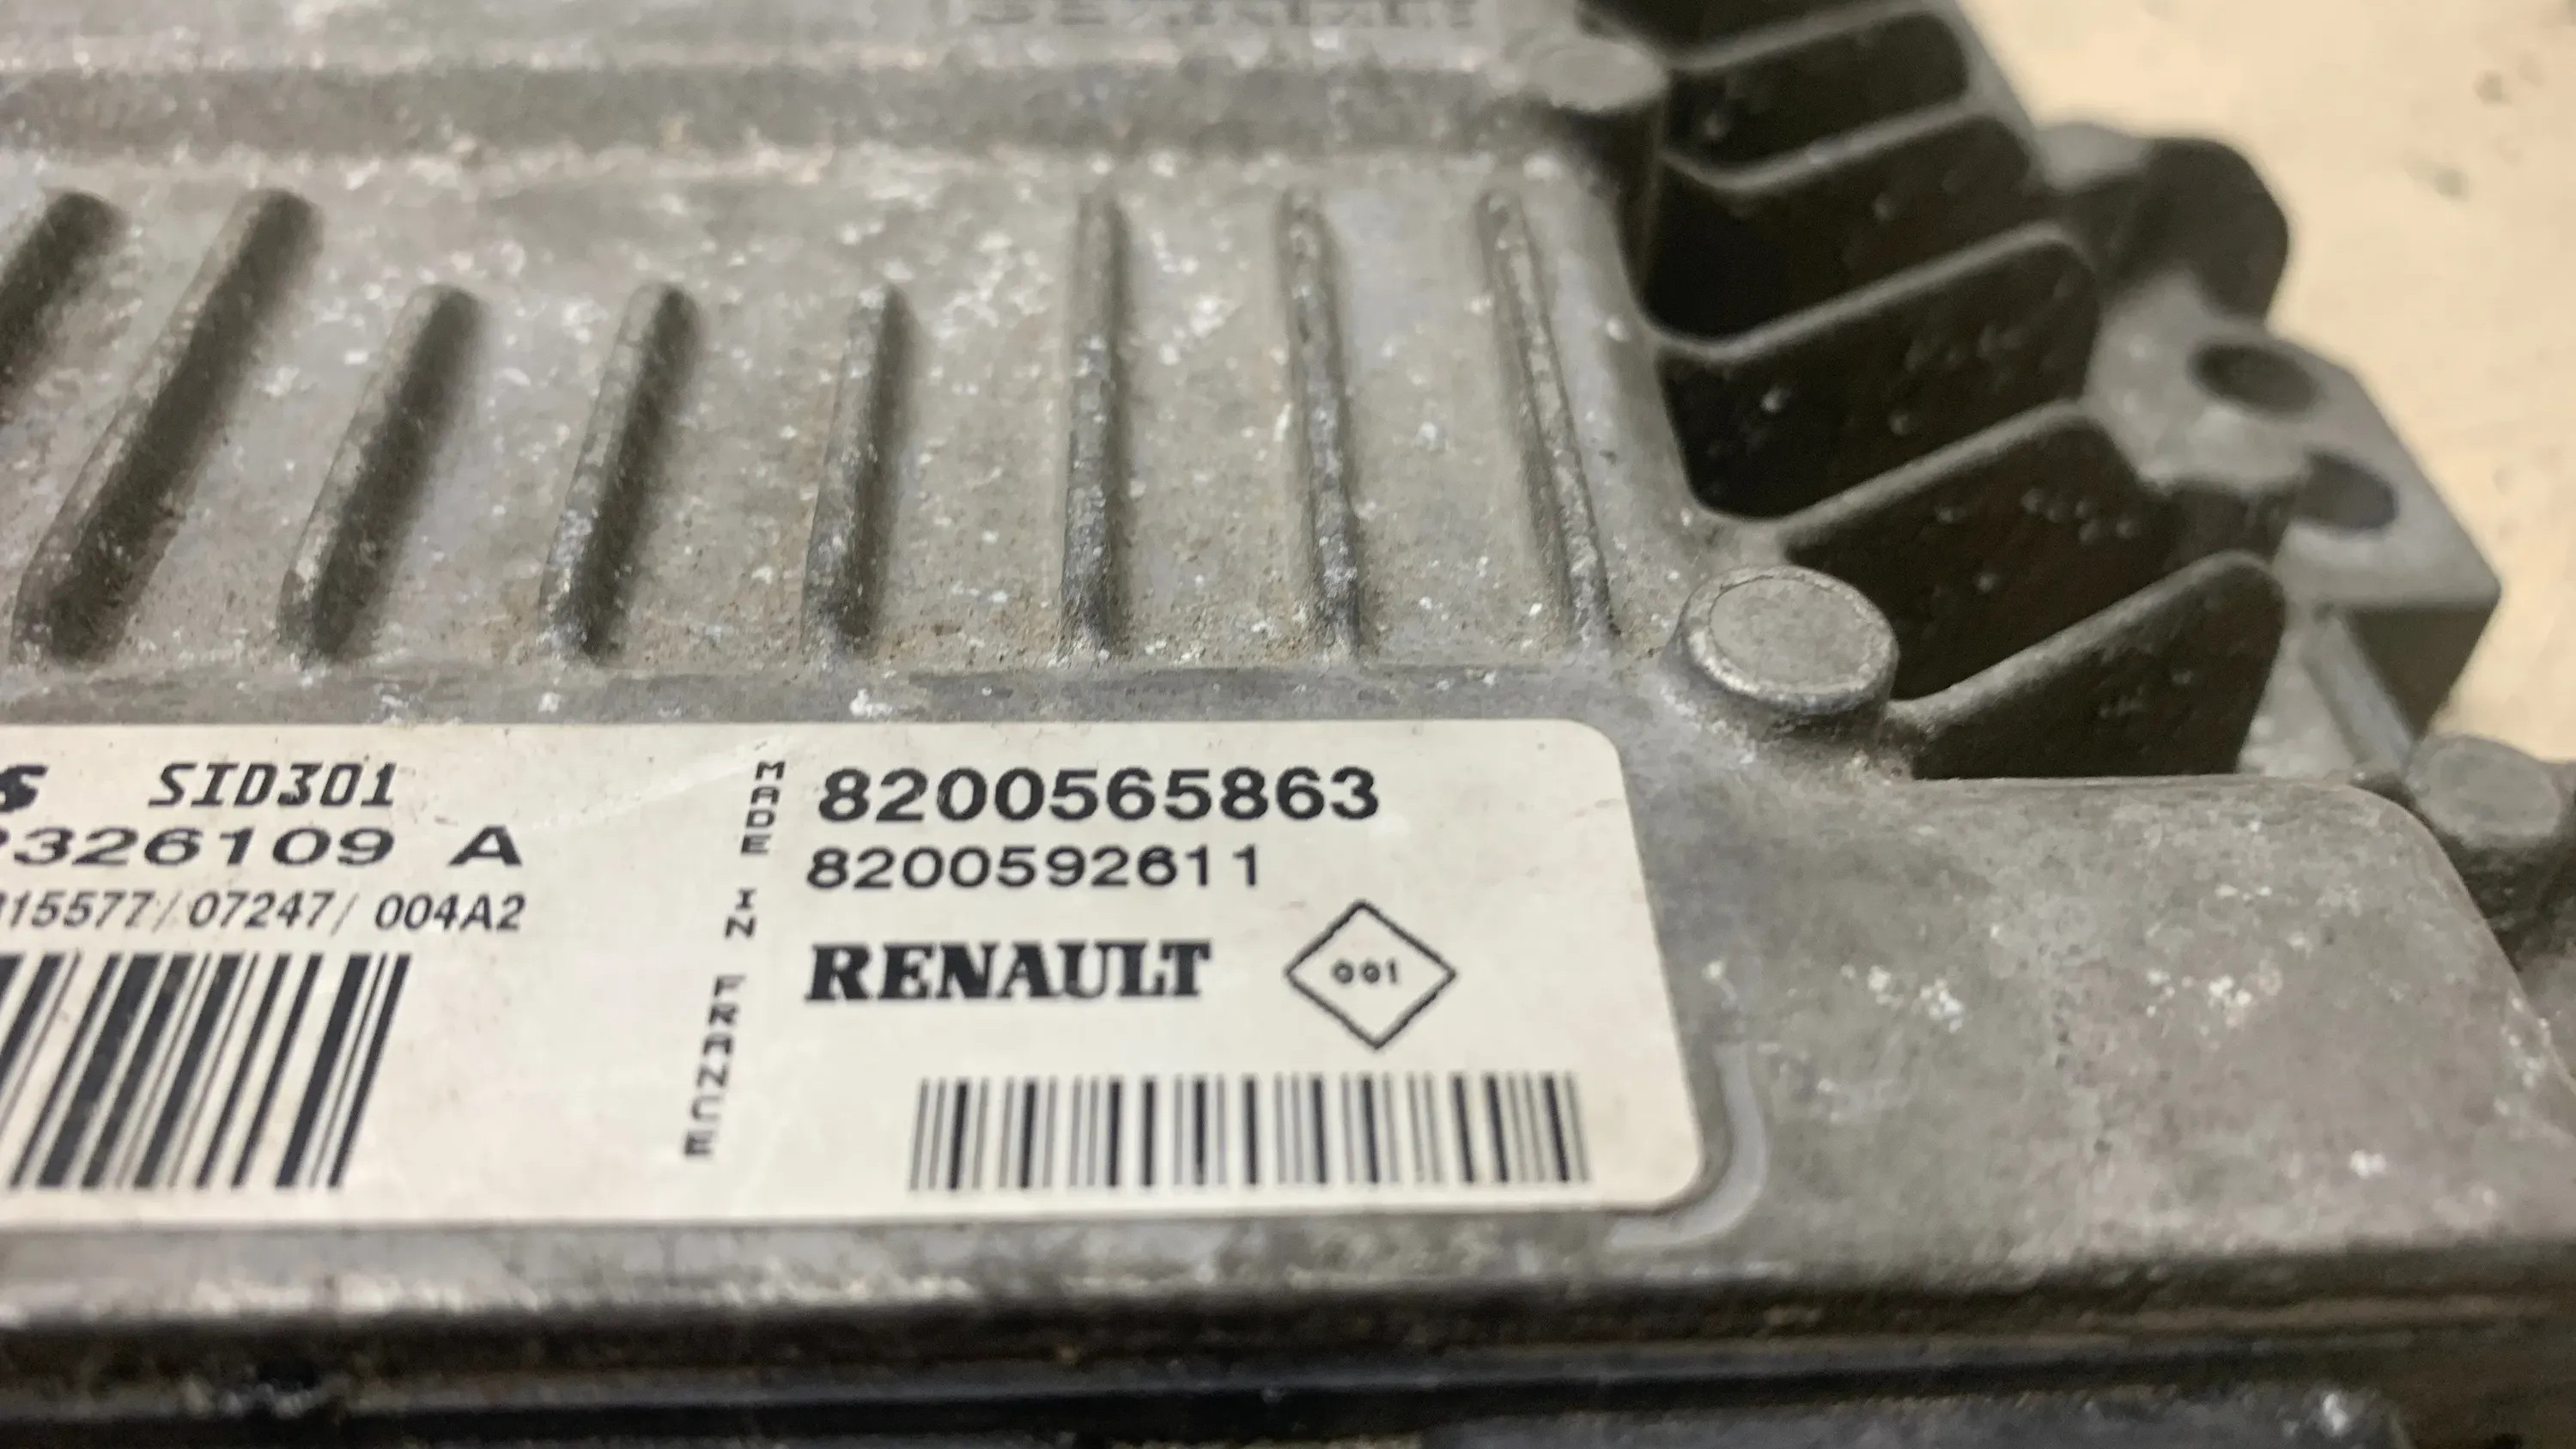 SID301
326109 A
15577/07247/ 004A2
MADE IN FRANCE
8200565863
8200592611
RENAULT
001